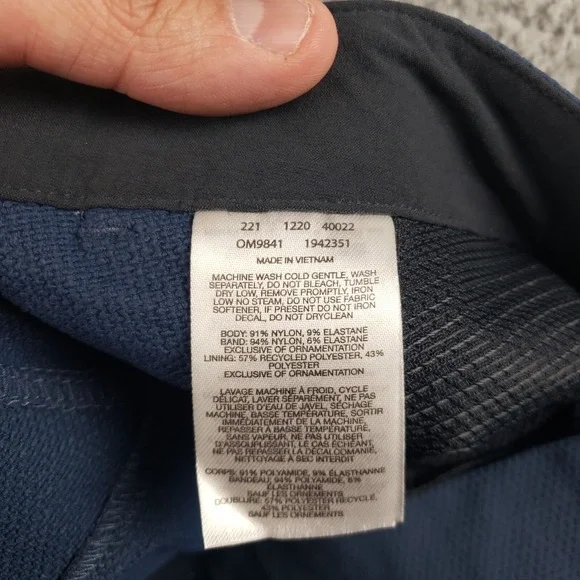 221 1220 40022
OM9841 1942351
MADE IN VIETNAM
MACHINE WASH COLD GENTLE, WASH
SEPARATELY, DO NOT BLEACH, TUMBLE
DRY LOW, REMOVE PROMPTLY, IRON
LOW NO STEAM, DO NOT USE FABRIC
SOFTENER, IF PRESENT DO NOT IRON
DECAL, DO NOT DRYCLEAN
BODY: 91% NYLON, 9% ELASTANE
BAND: 94% NYLON, 6% ELASTANE
EXCLUSIVE OF ORNAMENTATION
LINING: 57% RECYCLED POLYESTER, 43%
POLYESTER
EXCLUSIVE OF ORNAMENTATION
LAVAGE MACHINE À FROID, CYCLE
DÉLICAT, LAVER SÉPARÉMENT, NE PAS
UTILISER D'EAU DE JAVEL, SÉCHAGE
MACHINE, BASSE TEMPÉRATURE, SORTIR
IMMÉDIATEMENT DE LA MACHINE,
REPASSER À BASSE TEMPÉRATURE,
SANS VAPEUR, NE PAS UTILISER
D'ASSOUPLISSANT, LE CAS ÉCHÉANT,
NE PAS REPASSER LA DÉCALCOMANIE,
NETTOYAGE À SEC INTERDIT
CORPS: 91% POLYAMIDE, 9% ÉLASTHANNE
BANDEAU: 94% POLYAMIDE, 6%
ÉLASTHANNE
SAUF LES ORNEMENTS
DOUBLURE: 57% POLYESTER RECYCLÉ,
43% POLYESTER
SAUF LES ORNEMENTS